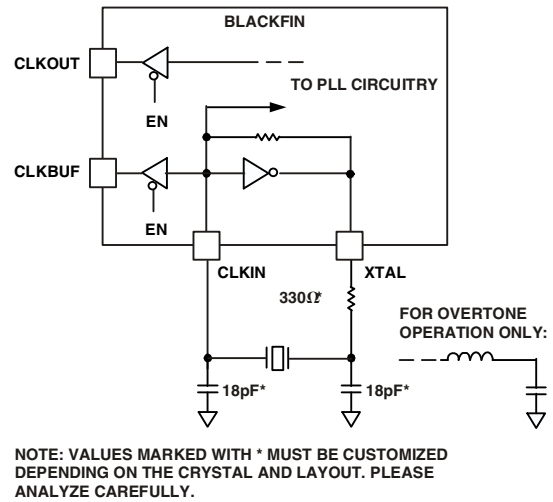 BLACKFIN
CLKOUT
TO PLL CIRCUITRY
EN
CLKBUF
EN
CLKIN
XTAL
330Ω*
FOR OVERTONE
OPERATION ONLY:
18pF*
18pF*
NOTE: VALUES MARKED WITH * MUST BE CUSTOMIZED
DEPENDING ON THE CRYSTAL AND LAYOUT. PLEASE
ANALYZE CAREFULLY.